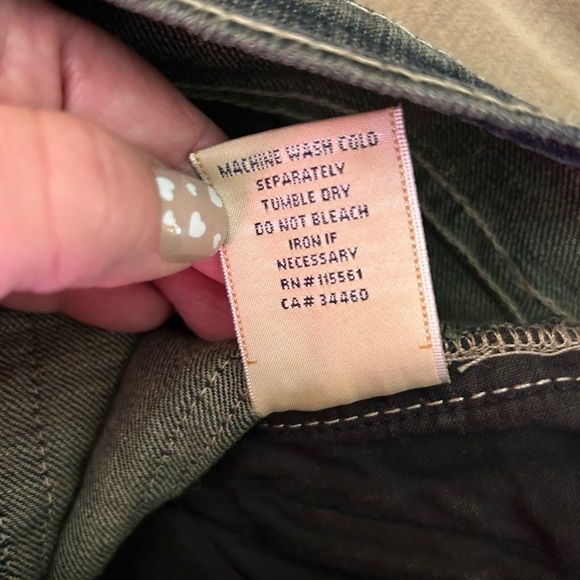 MACHINE WASH COLD
SEPARATELY
TUMBLE DRY
DO NOT BLEACH
IRON IF
NECESSARY
RN# 115561
CA# 34460